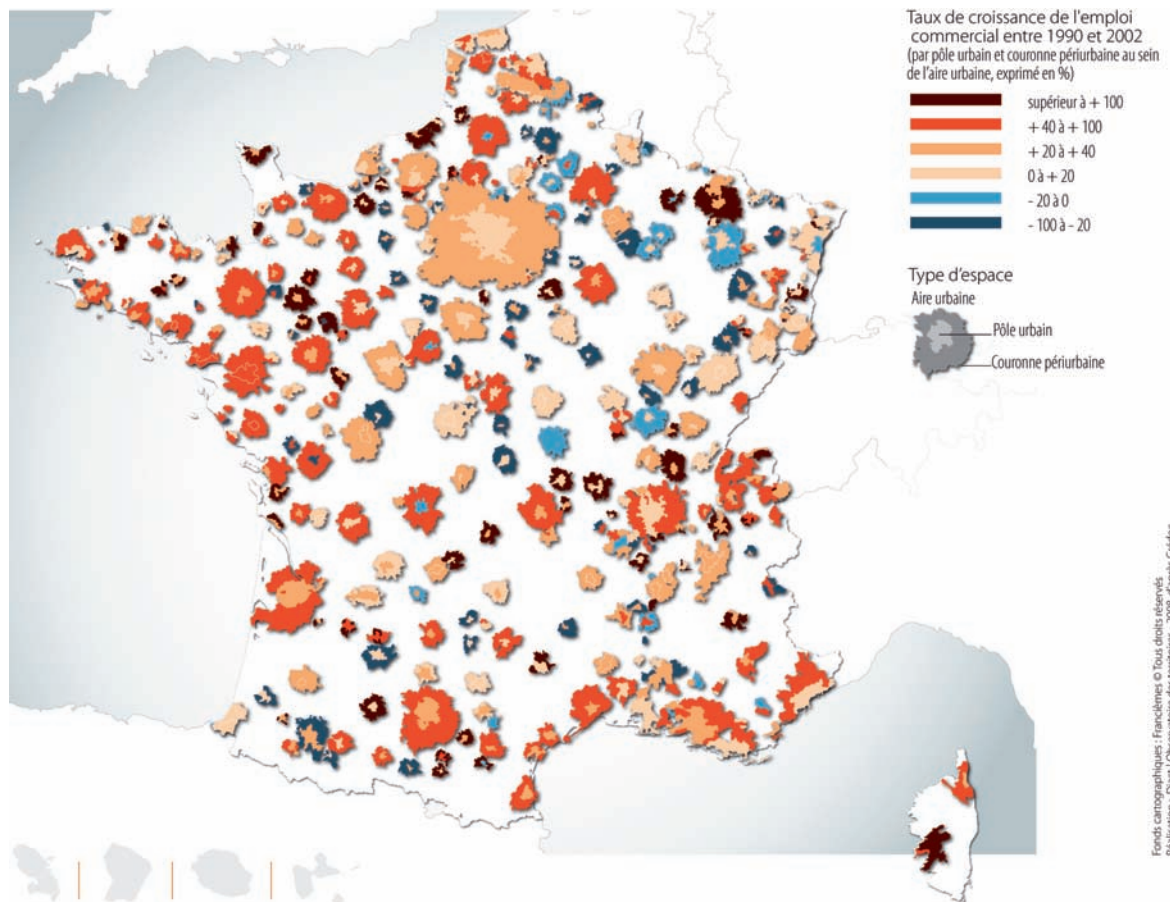 Taux de croissance de l'emploi
commercial entre 1990 et 2002
(par pôle urbain et couronne périurbaine au sein
de l'aire urbaine, exprimé en %)
supérieur à + 100
+ 40 à + 100
+ 20 à + 40
0 à + 20
- 20 à 0
- 100 à - 20
Type d'espace
Aire urbaine
Pôle urbain
Couronne périurbaine
Fonds cartographiques : Franciêmes © Tous droits réservés